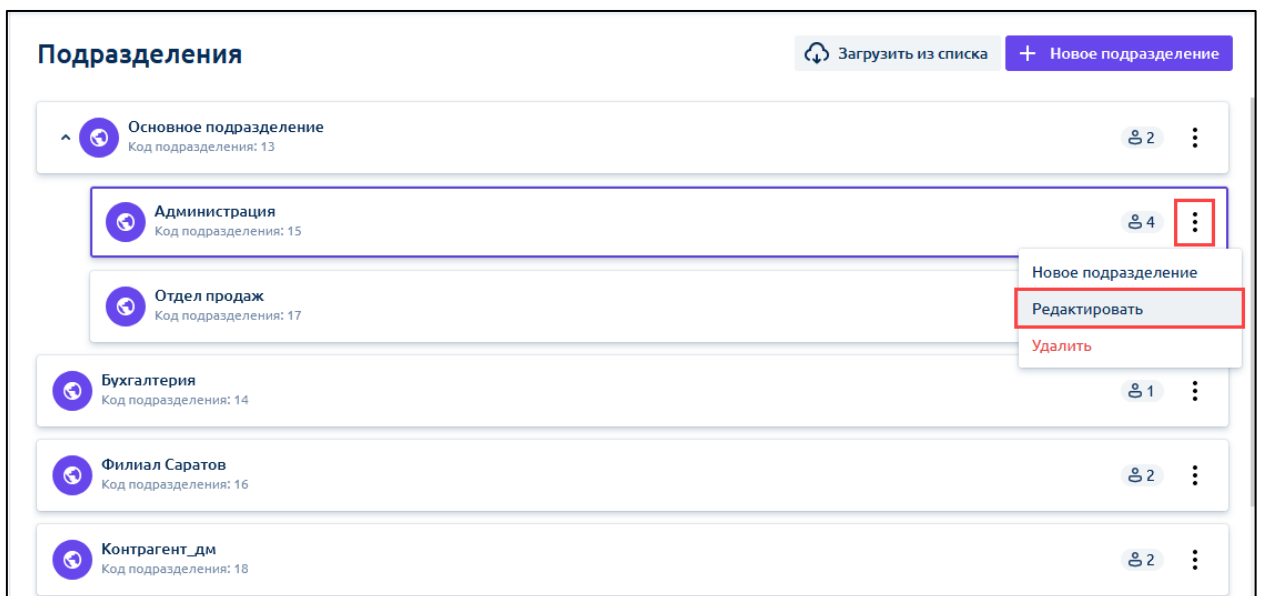 Подразделения
Загрузить из списка
+ Новое подразделение
Основное подразделение
Код подразделения: 13
2
Администрация
Код подразделения: 15
4
Новое подразделение
Отдел продаж
Код подразделения: 17
Редактировать
Удалить
Бухгалтерия
Код подразделения: 14
1
Филиал Саратов
Код подразделения: 16
2
Контрагент_дм
Код подразделения: 18
2